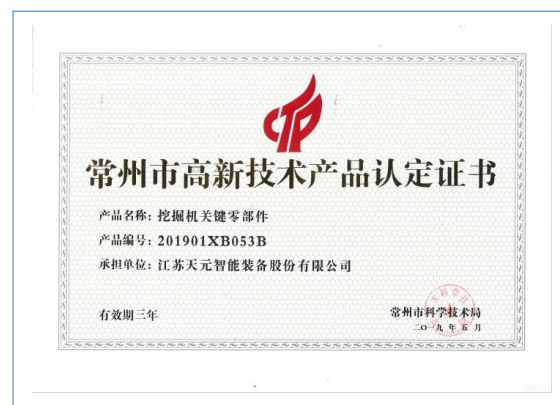 CTP
常州市高新技术产品认定证书
产品名称：挖掘机关键零部件
产品编号：201901XB053B
承担单位：江苏天元智能装备股份有限公司
有效期三年
常州市科学技术局
二〇一九年五月